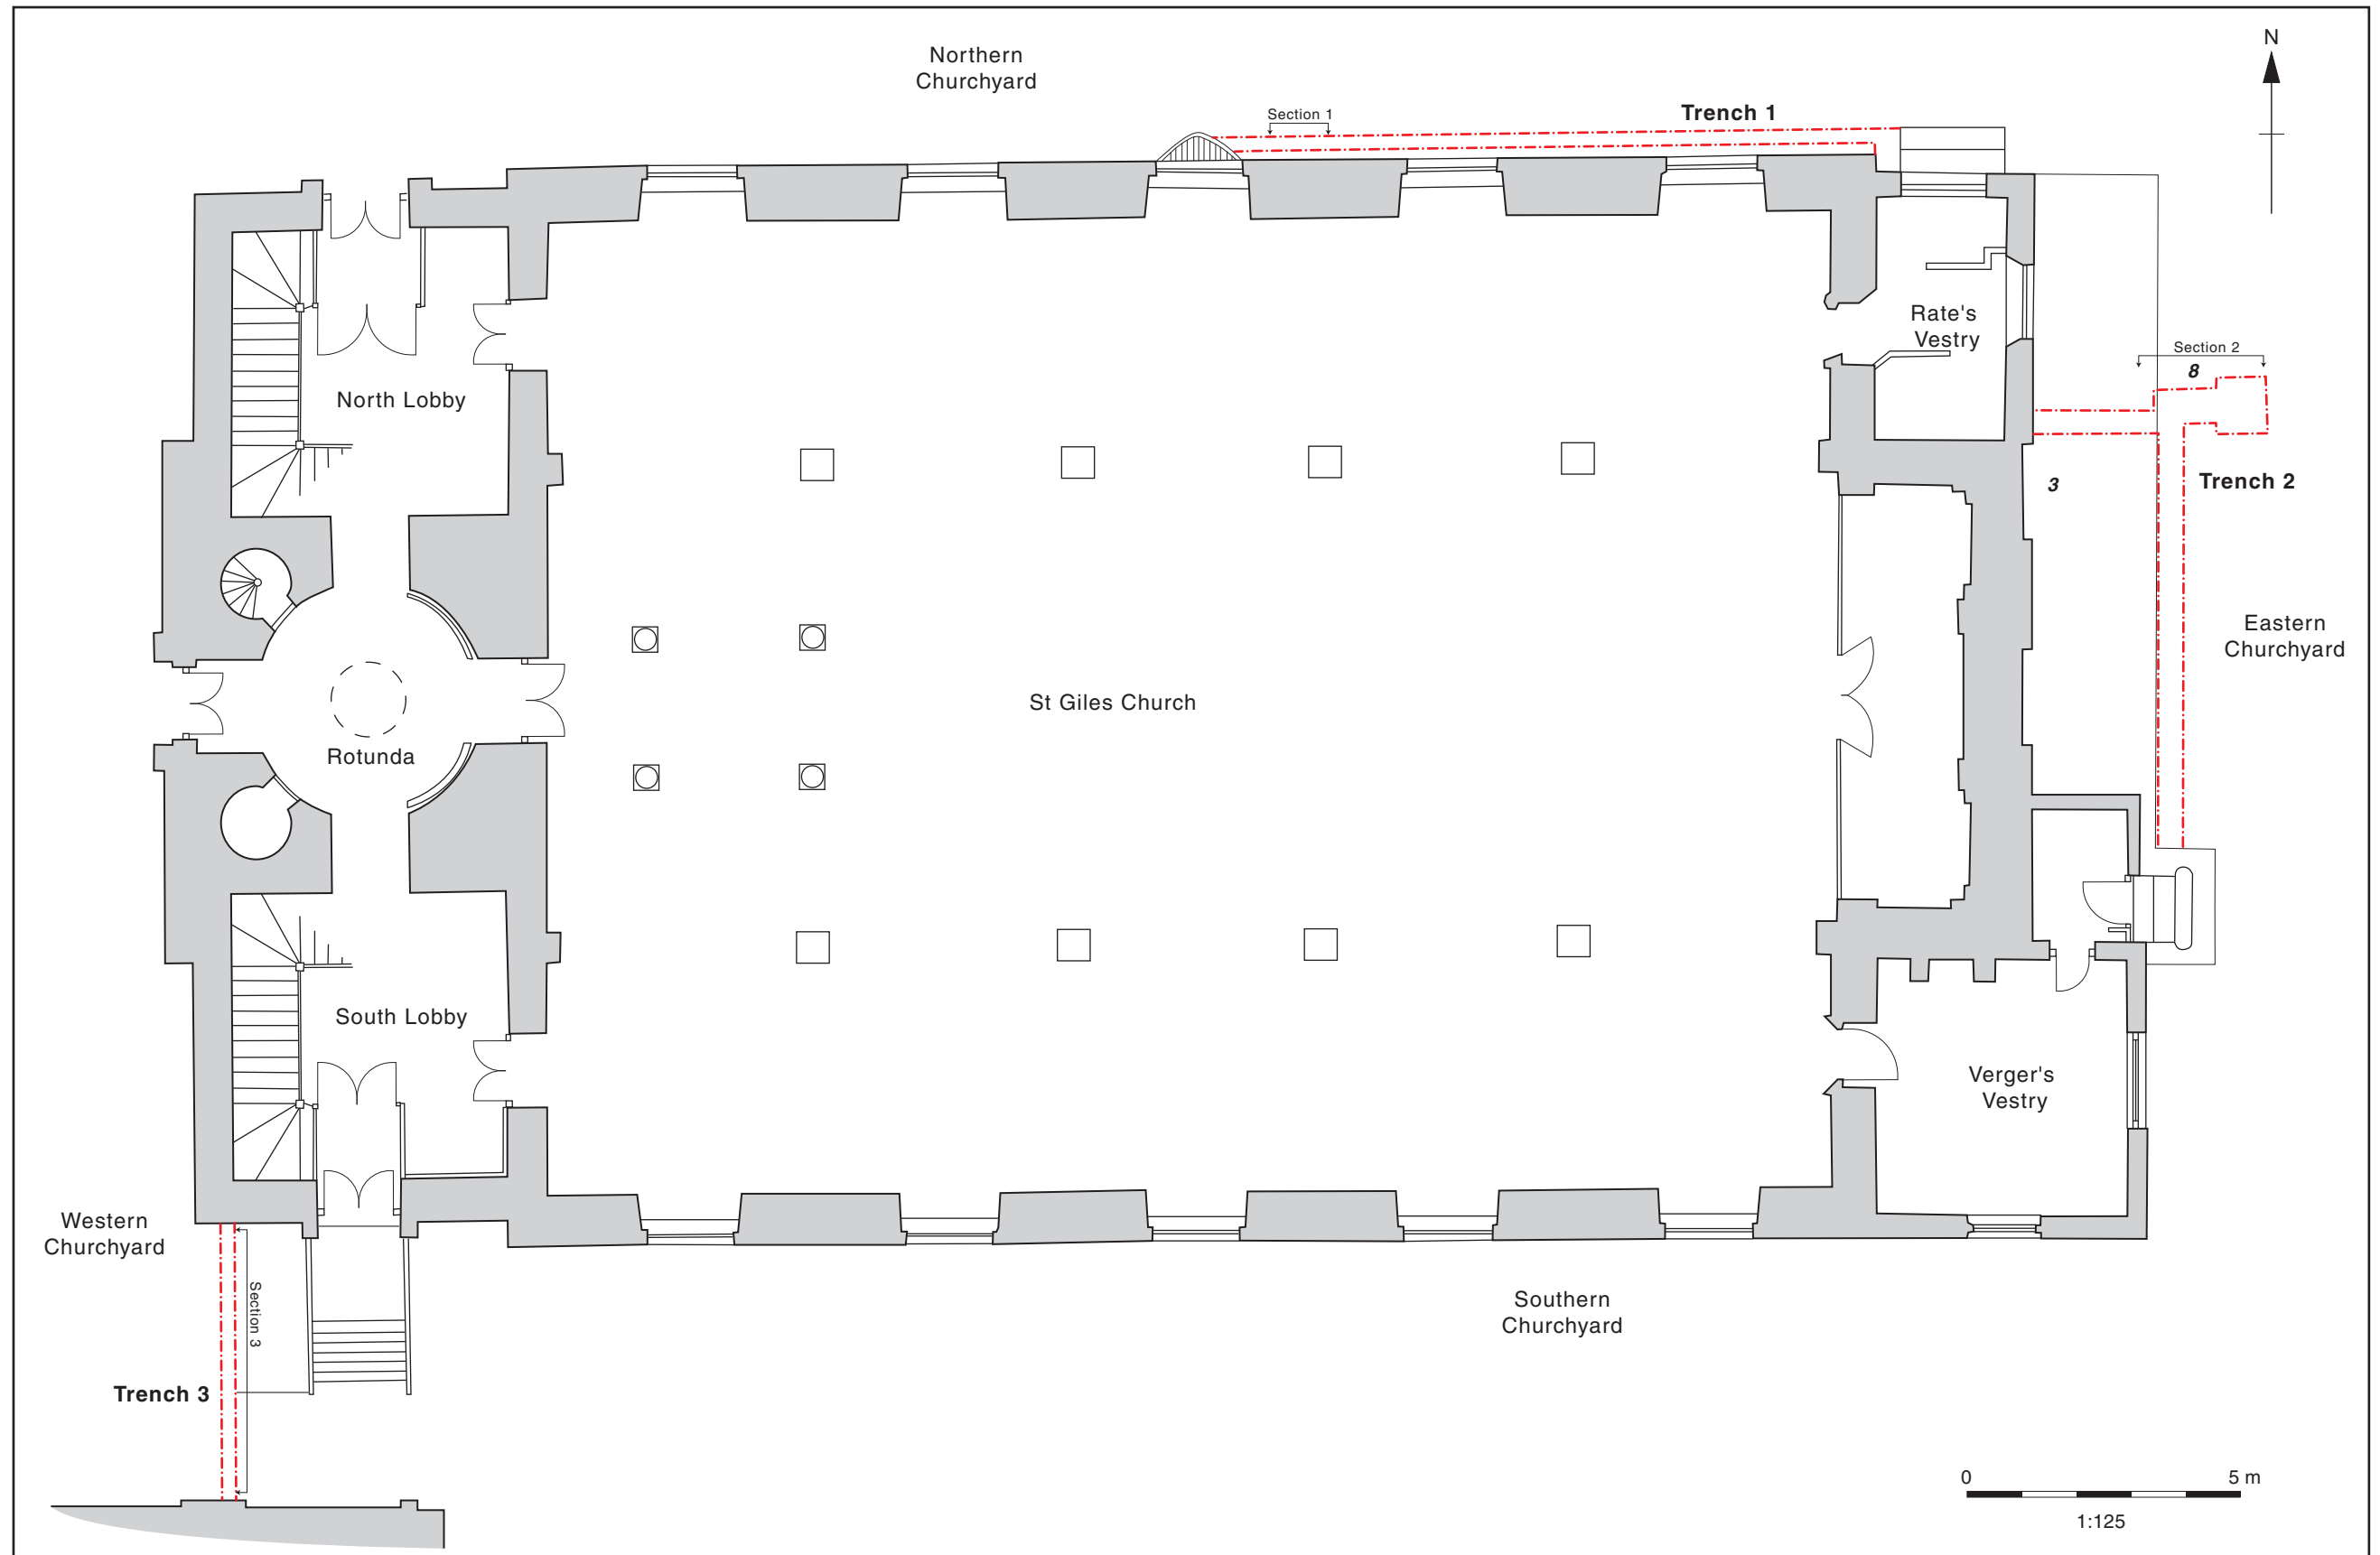 Northern
Churchyard
N
Section 1
Trench 1
Rate's
Vestry
Section 2
8
North Lobby
3
Trench 2
Eastern
Churchyard
St Giles Church
Rotunda
South Lobby
Verger's
Vestry
Western
Churchyard
Section 3
Southern
Churchyard
Trench 3
0 5 m
1:125